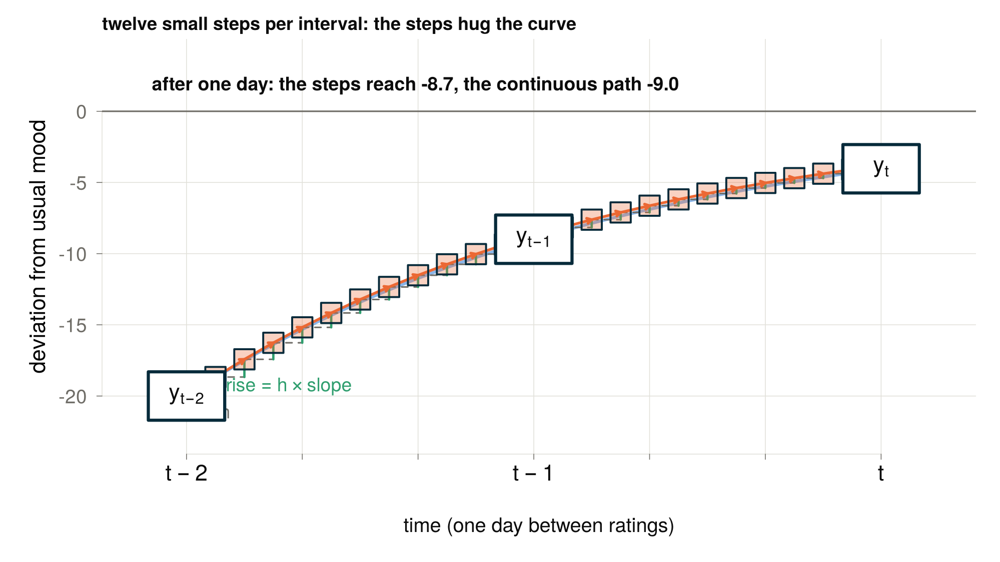 twelve small steps per interval: the steps hug the curve
after one day: the steps reach -8.7, the continuous path -9.0
deviation from usual mood
0
-5
-10
-15
-20
yt
yt−1
yt−2
rise = h × slope
t − 2
t − 1
t
time (one day between ratings)